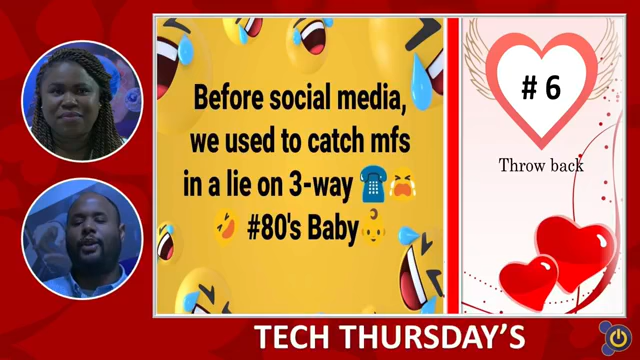 Before social media,
we used to catch mfs
in a lie on 3-way ☎️😭
🤣 #80's Baby👶
# 6
Throw back
TECH THURSDAY'S